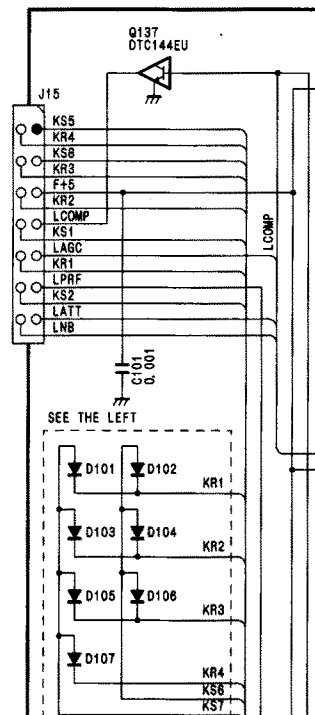 Q137
DTC144EU
J15
KS5
KR4
KS8
KR3
F+5
KR2
LCOMP
KS1
LAGC
KR1
LPRF
KS2
LATT
LNB
LCOMP
C101
0.001
SEE THE LEFT
D101 D102
KR1
D103 D104
KR2
D105 D106
KR3
D107
KR4
KS6
KS7